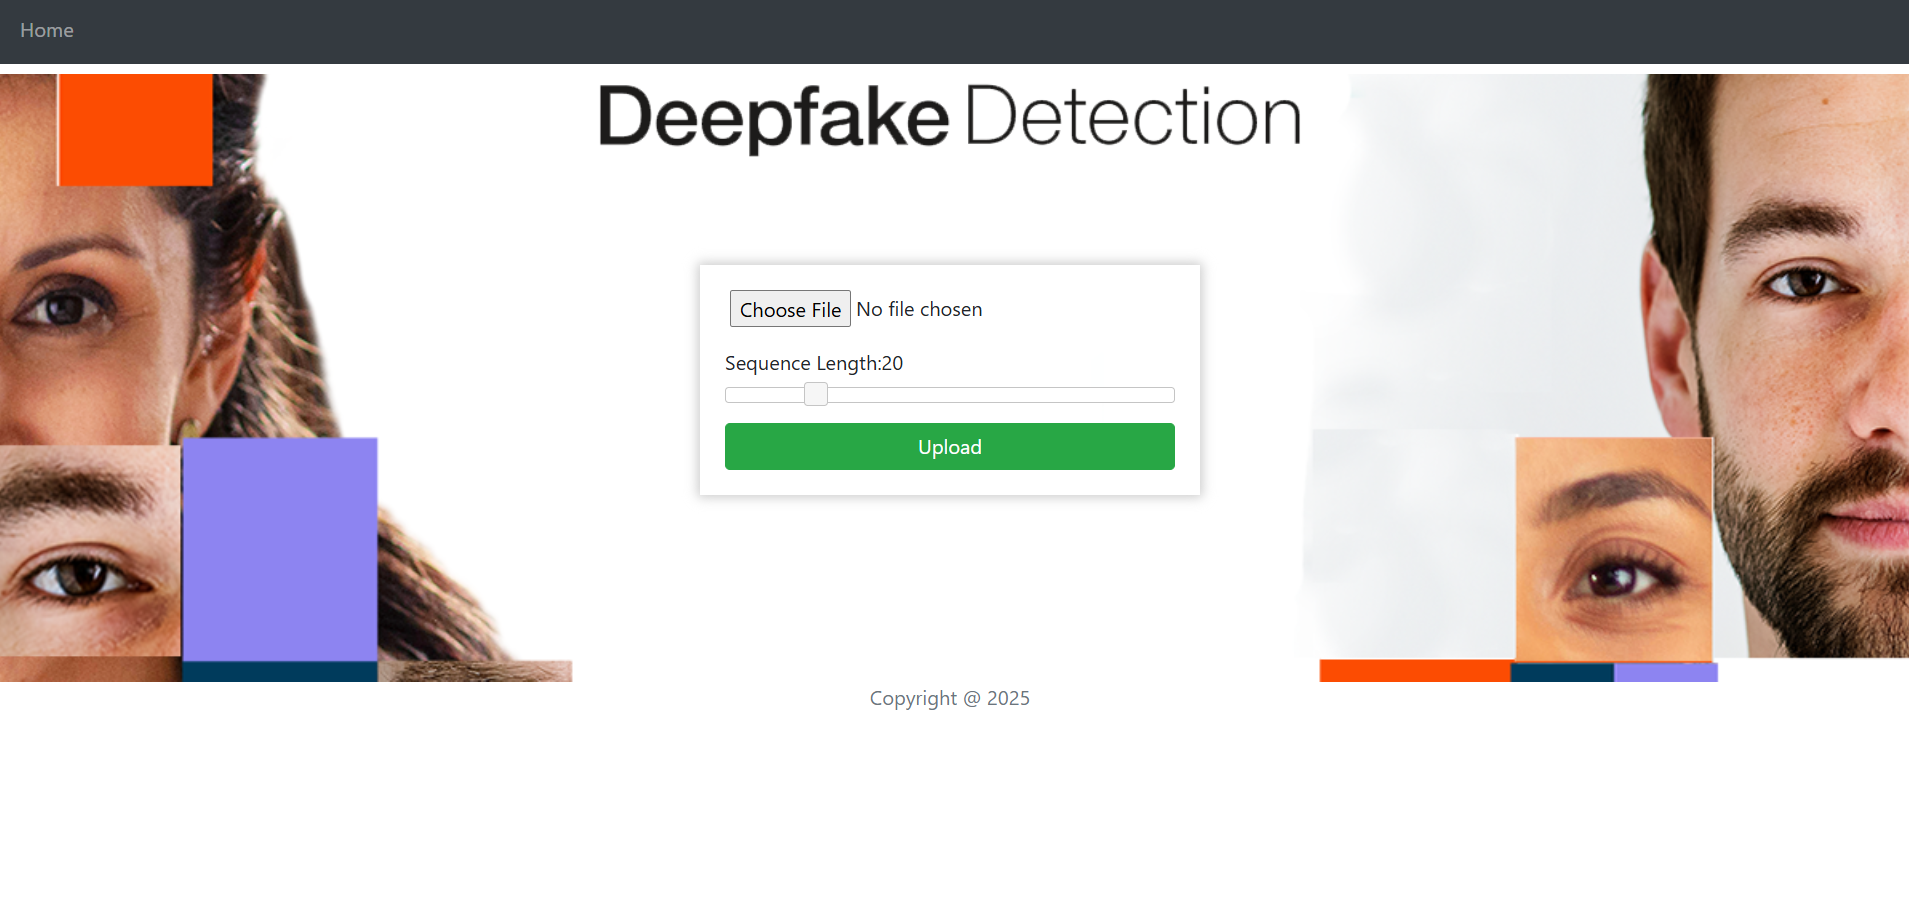 Home
Deepfake Detection
Choose File No file chosen
Sequence Length:20
Upload
Copyright @ 2025